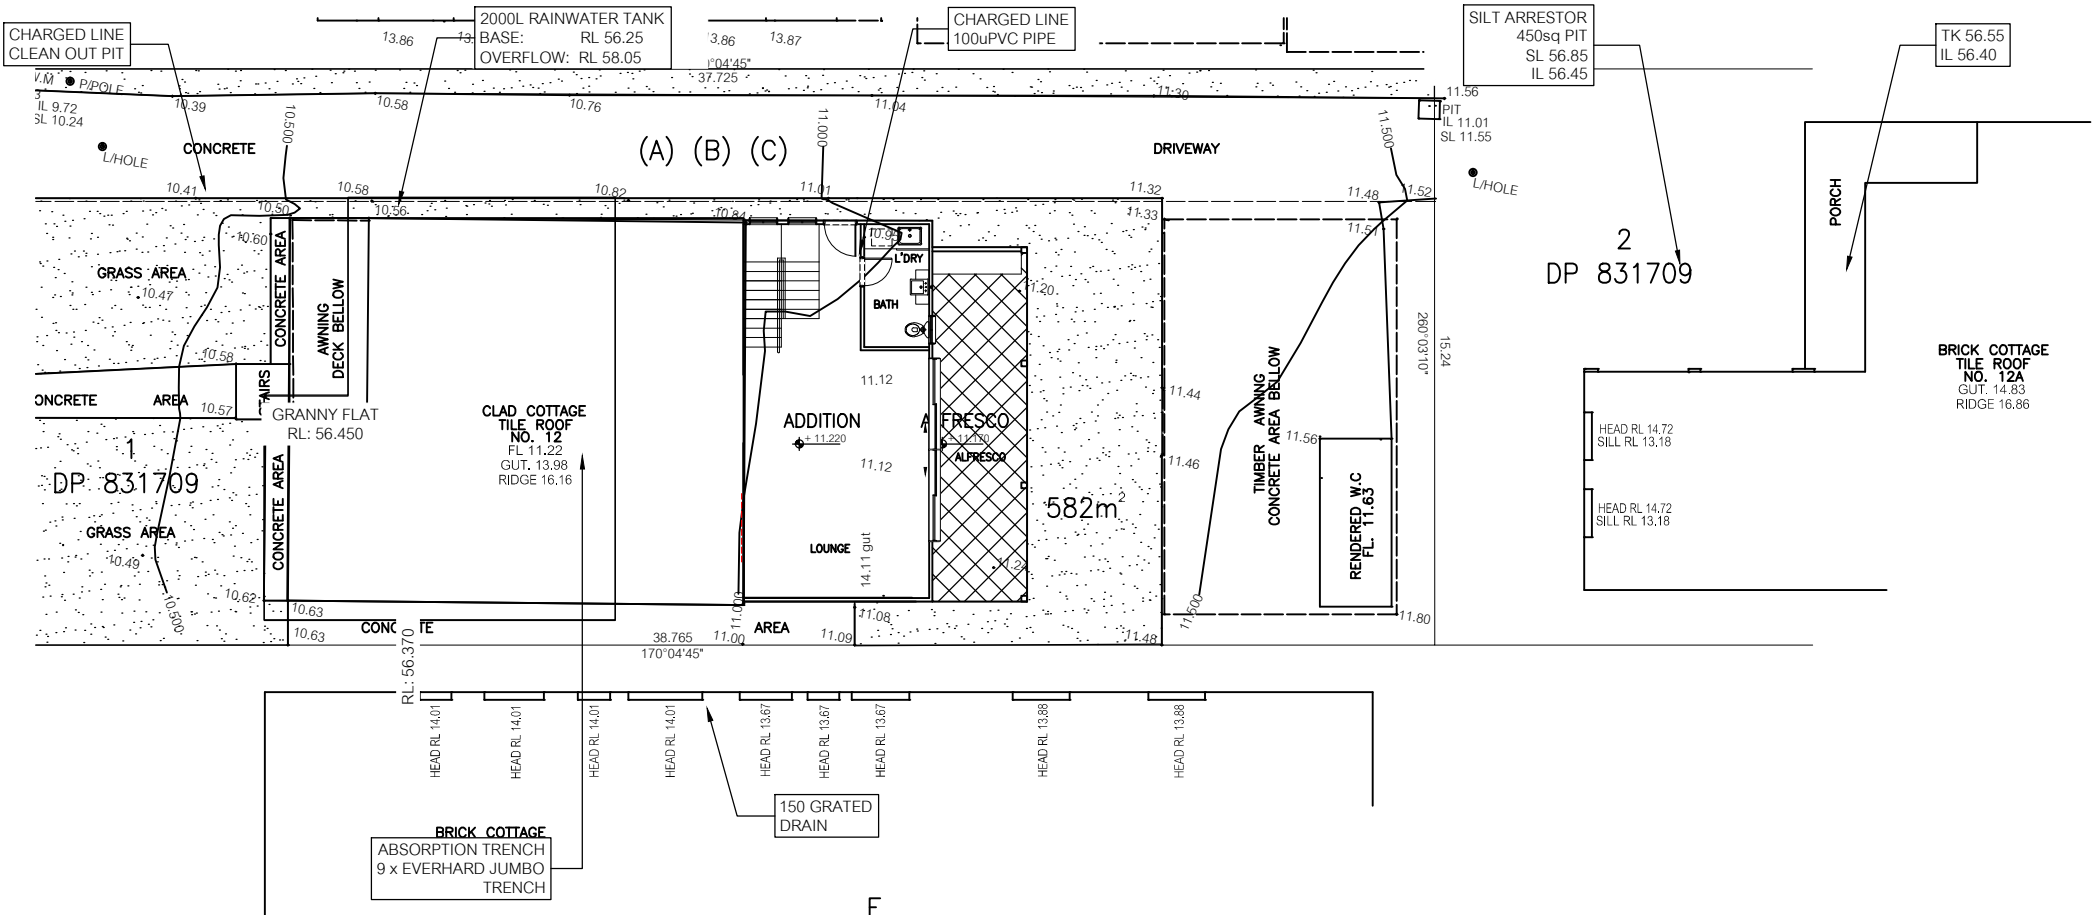 CHARGED LINE
CLEAN OUT PIT
13.86
2000L RAINWATER TANK
BASE: RL 56.25
OVERFLOW: RL 58.05
13.86
13.87
CHARGED LINE
100uPVC PIPE
SILT ARRESTOR
450sq PIT
SL 56.85
IL 56.45
TK 56.55
IL 56.40
°04'45"
37.725
P/POLE
IL 9.72
SL 10.24
10.39
10.58
10.76
11.04
11.30
11.56
PIT
IL 11.01
SL 11.55
L/HOLE
CONCRETE
10.500
(A) (B) (C)
11.000
DRIVEWAY
11.500
L/HOLE
10.41
10.58
10.82
11.01
11.32
11.48
11.52
10.50
10.56
10.84
11.33
11.51
10.60
GRASS AREA
10.47
CONCRETE AREA
AWNING
DECK BELLOW
L'DRY
BATH
11.20
PORCH
2
DP 831709
260°03'10"
15.24
10.58
ONCRETE AREA
10.57
GRANNY FLAT
RL: 56.450
CLAD COTTAGE
TILE ROOF
NO. 12
FL 11.22
GUT. 13.98
RIDGE 16.16
11.12
ADDITION
+ 11.220
11.12
FRESCO
+ 11.170
ALFRESCO
11.44
11.46
TIMBER AWNING
CONCRETE AREA BELLOW
11.56
RENDERED W.C
FL. 11.63
BRICK COTTAGE
TILE ROOF
NO. 12A
GUT. 14.83
RIDGE 16.86
HEAD RL 14.72
SILL RL 13.18
HEAD RL 14.72
SILL RL 13.18
1
DP 831709
GRASS AREA
10.49
CONCRETE AREA
582m²
LOUNGE
14.11 gut
10.62
10.500
10.63
10.63
11.000
11.08
11.500
11.80
38.765
170°04'45"
11.00
AREA
11.09
11.48
RL: 56.370
HEAD RL 14.01
HEAD RL 14.01
HEAD RL 14.01
HEAD RL 14.01
HEAD RL 13.67
HEAD RL 13.67
HEAD RL 13.67
HEAD RL 13.88
HEAD RL 13.88
150 GRATED
DRAIN
BRICK COTTAGE
ABSORPTION TRENCH
9 x EVERHARD JUMBO
TRENCH